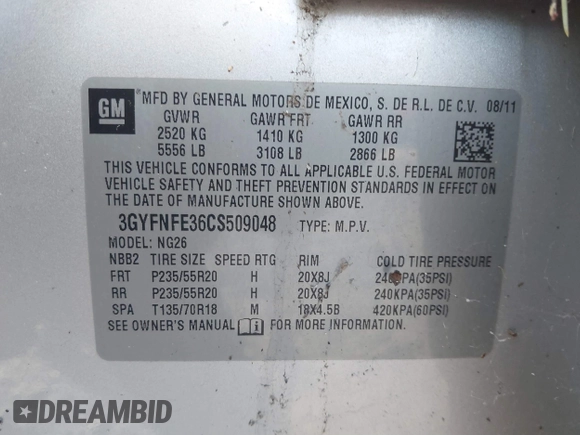 GM
MFD BY GENERAL MOTORS DE MEXICO, S. DE R.L. DE C.V. 08/11
GVWR GAWR FRT GAWR RR
2520 KG 1410 KG 1300 KG
5556 LB 3108 LB 2866 LB
THIS VEHICLE CONFORMS TO ALL APPLICABLE U.S. FEDERAL MOTOR
VEHICLE SAFETY AND THEFT PREVENTION STANDARDS IN EFFECT ON
THE DATE OF MANUFACTURE SHOWN ABOVE.
3GYFNFE36CS509048 TYPE: M.P.V.
MODEL: NG26
NBB2 TIRE SIZE SPEED RTG RIM COLD TIRE PRESSURE
FRT P235/55R20 H 20X8J 240KPA(35PSI)
RR P235/55R20 H 20X8J 240KPA(35PSI)
SPA T135/70R18 M 18X4.5B 420KPA(60PSI)
SEE OWNER'S MANUAL FOR MORE INFORMATION.
DREAMBID
DREAMBID